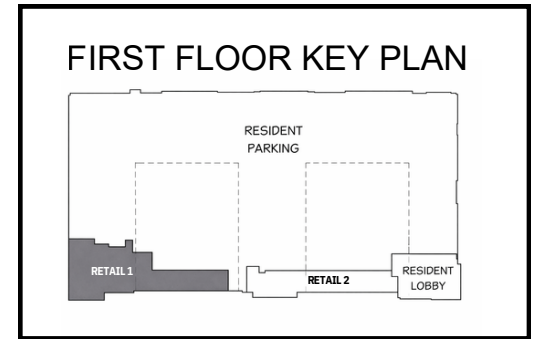 FIRST FLOOR KEY PLAN
RESIDENT
PARKING
RETAIL 1
RETAIL 2
RESIDENT
LOBBY